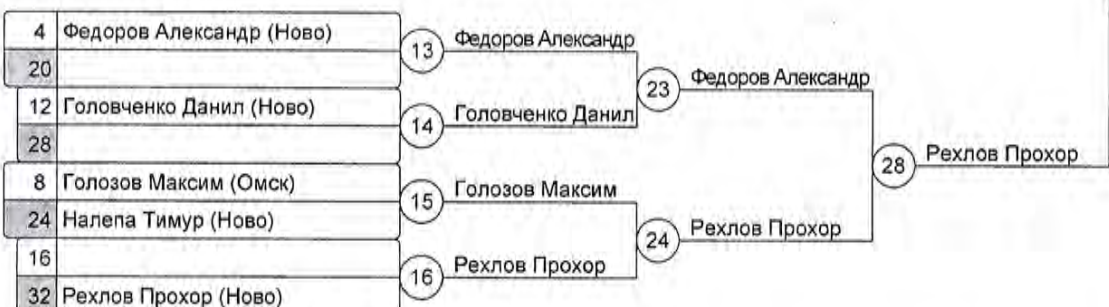 4 Федоров Александр (Ново)
20
12 Головченко Данил (Ново)
28
8 Голозов Максим (Омск)
24 Налепа Тимур (Ново)
16
32 Рехлов Прохор (Ново)
13 Федоров Александр
14 Головченко Данил
15 Голозов Максим
16 Рехлов Прохор
23 Федоров Александр
24 Рехлов Прохор
28 Рехлов Прохор